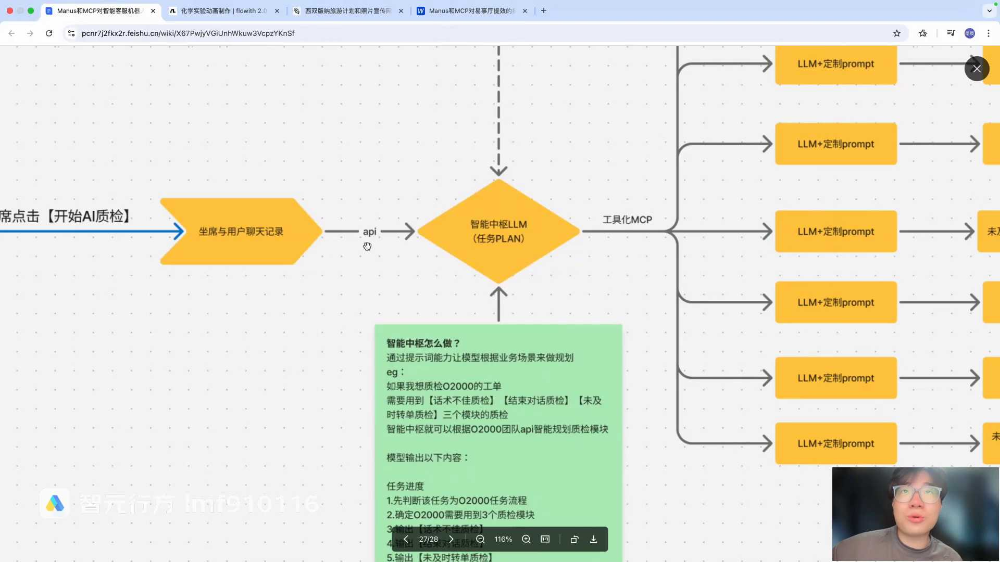 Manus和MCP对智能客服机器人
化学实验动画制作 | flowith 2.0
西双版纳旅游计划和照片宣传网
Manus和MCP对易事厅提效的
pcnr7j2fkx2r.feishu.cn/wiki/X67PwjyVGiUnhWkuw3VcpzYKnSf
皓辰
LLM+定制prompt
LLM+定制prompt
席点击【开始AI质检】
坐席与用户聊天记录
api
智能中枢LLM
（任务PLAN）
工具化MCP
LLM+定制prompt
未及
LLM+定制prompt
LLM+定制prompt
LLM+定制prompt
未
智能中枢怎么做？
通过提示词能力让模型根据业务场景来做规划
eg：
如果我想质检O2000的工单
需要用到【话术不佳质检】【结束对话质检】【未及
时转单质检】三个模块的质检
智能中枢就可以根据O2000团队api智能规划质检模块
模型输出以下内容：
任务进度
1.先判断该任务为O2000任务流程
2.确定O2000需要用到3个质检模块
3.输出【话术不佳质检】
4.输出【结束对话质检】
5.输出【未及时转单质检】
27/28
116%
1:1
智元行方 lmf910116